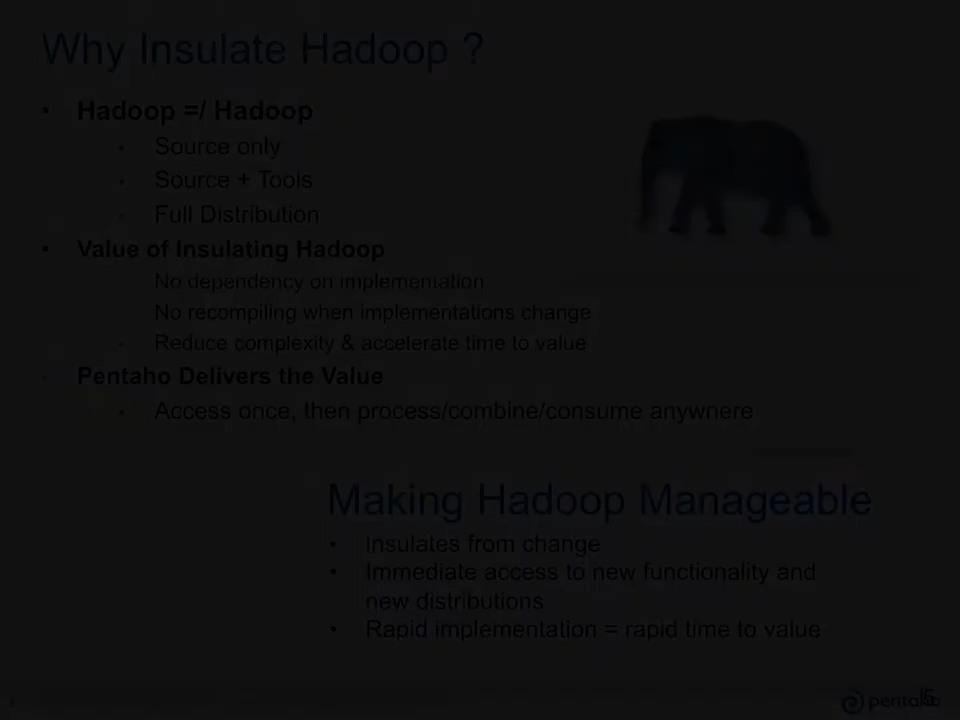 Why Insulate Hadoop ?
• Hadoop =/ Hadoop
• Source only
• Source + Tools
• Full Distribution
• Value of Insulating Hadoop
No dependency on implementation
No recompiling when implementations change
• Reduce complexity & accelerate time to value
• Pentaho Delivers the Value
• Access once, then process/combine/consume anywhere
Making Hadoop Manageable
• Insulates from change
• Immediate access to new functionality and
new distributions
• Rapid implementation = rapid time to value
pentaho